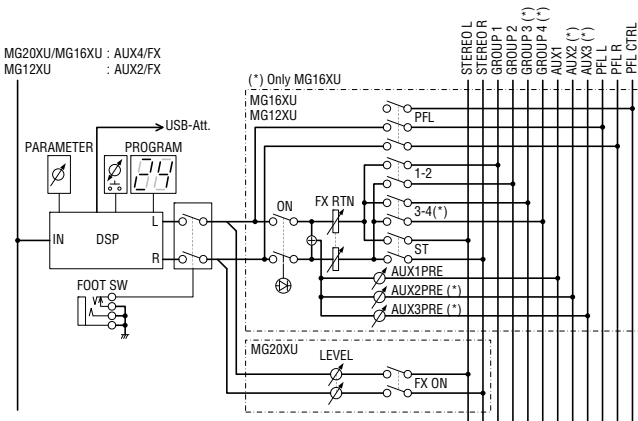 MG20XU/MG16XU : AUX4/FX
MG12XU : AUX2/FX
STEREO L
STEREO R
GROUP 1
GROUP 2
GROUP 3 (*)
GROUP 4 (*)
AUX1
AUX2 (*)
AUX3 (*)
PFL L
PFL R
PFL CTRL
(*) Only MG16XU
MG16XU
MG12XU
PFL
USB-Att.
PARAMETER
PROGRAM
24
1-2
ON
FX RTN
3-4(*)
L
IN
DSP
R
ST
FOOT SW
AUX1PRE
AUX2PRE (*)
AUX3PRE (*)
MG20XU
LEVEL
FX ON